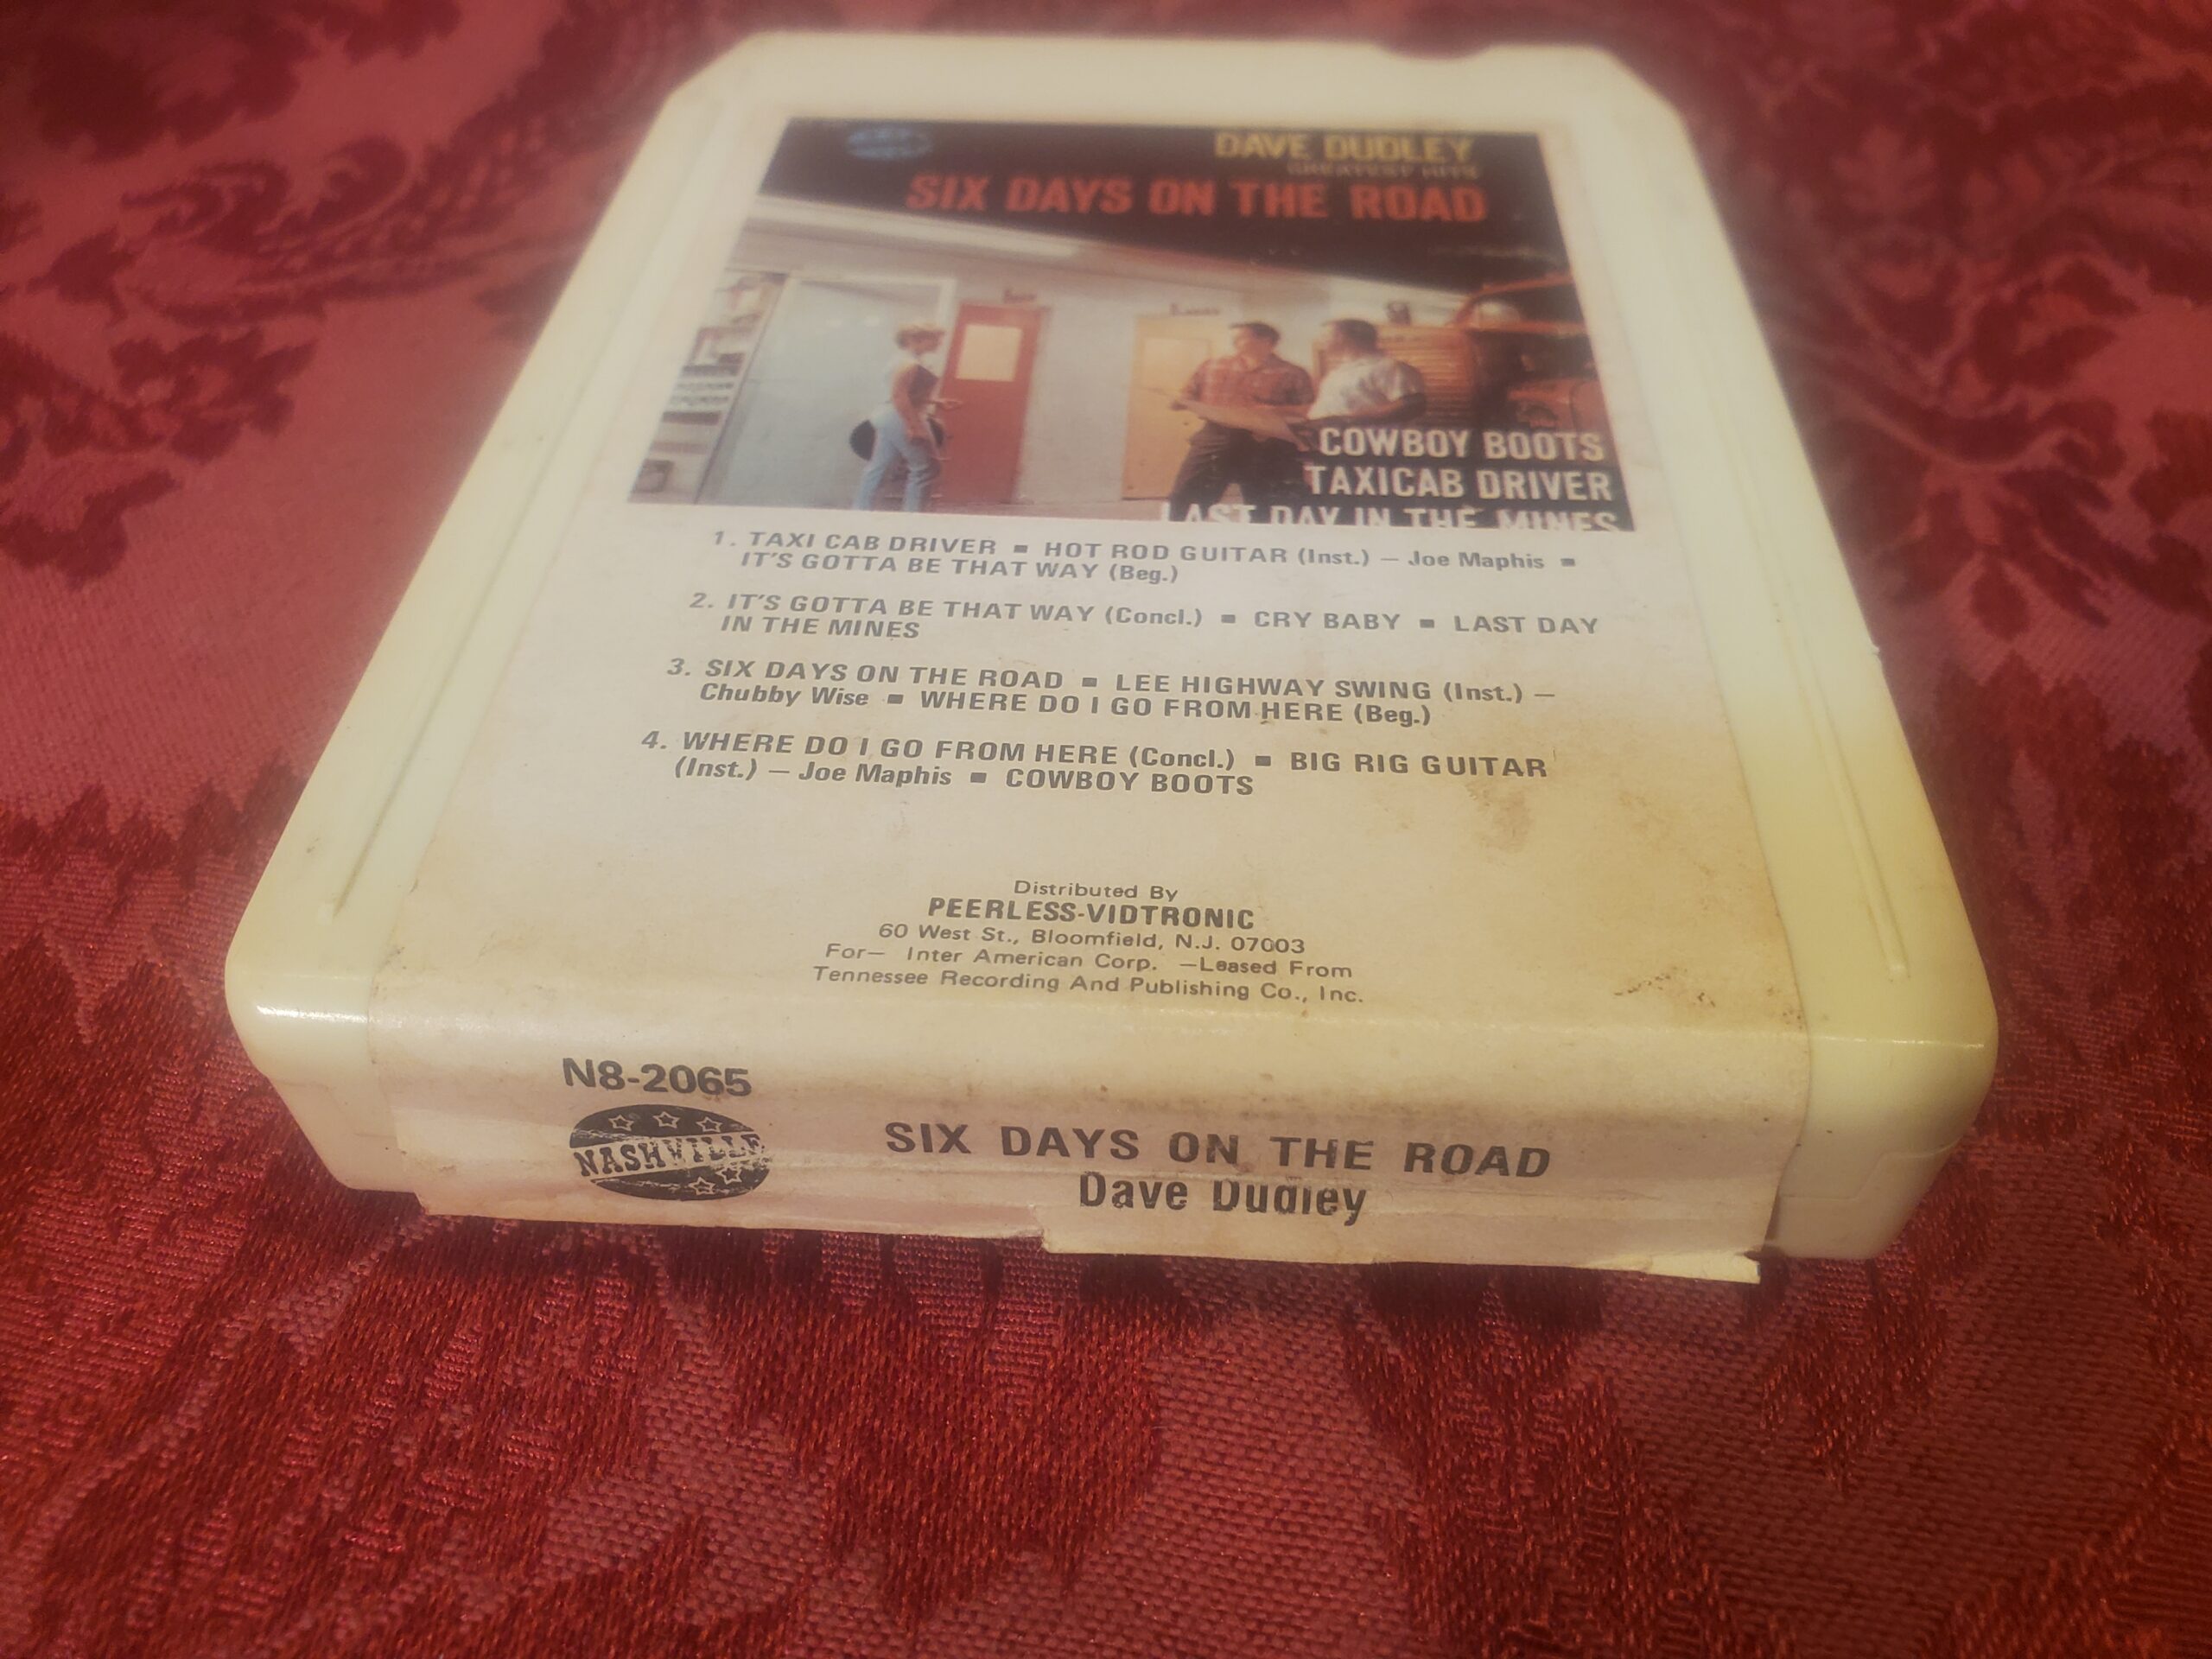 DAVE DUDLEY
GREATEST HITS
SIX DAYS ON THE ROAD
COWBOY BOOTS
TAXICAB DRIVER
LAST DAY IN THE MINES
1. TAXI CAB DRIVER ■ HOT ROD GUITAR (Inst.) — Joe Maphis ■
IT'S GOTTA BE THAT WAY (Beg.)
2. IT'S GOTTA BE THAT WAY (Concl.) ■ CRY BABY ■ LAST DAY
IN THE MINES
3. SIX DAYS ON THE ROAD ■ LEE HIGHWAY SWING (Inst.) —
Chubby Wise ■ WHERE DO I GO FROM HERE (Beg.)
4. WHERE DO I GO FROM HERE (Concl.) ■ BIG RIG GUITAR
(Inst.) — Joe Maphis ■ COWBOY BOOTS
Distributed By
PEERLESS-VIDTRONIC
60 West St., Bloomfield, N.J. 07003
For— Inter American Corp. —Leased From
Tennessee Recording And Publishing Co., Inc.
N8-2065
NASHVILLE
SIX DAYS ON THE ROAD
Dave Dudley